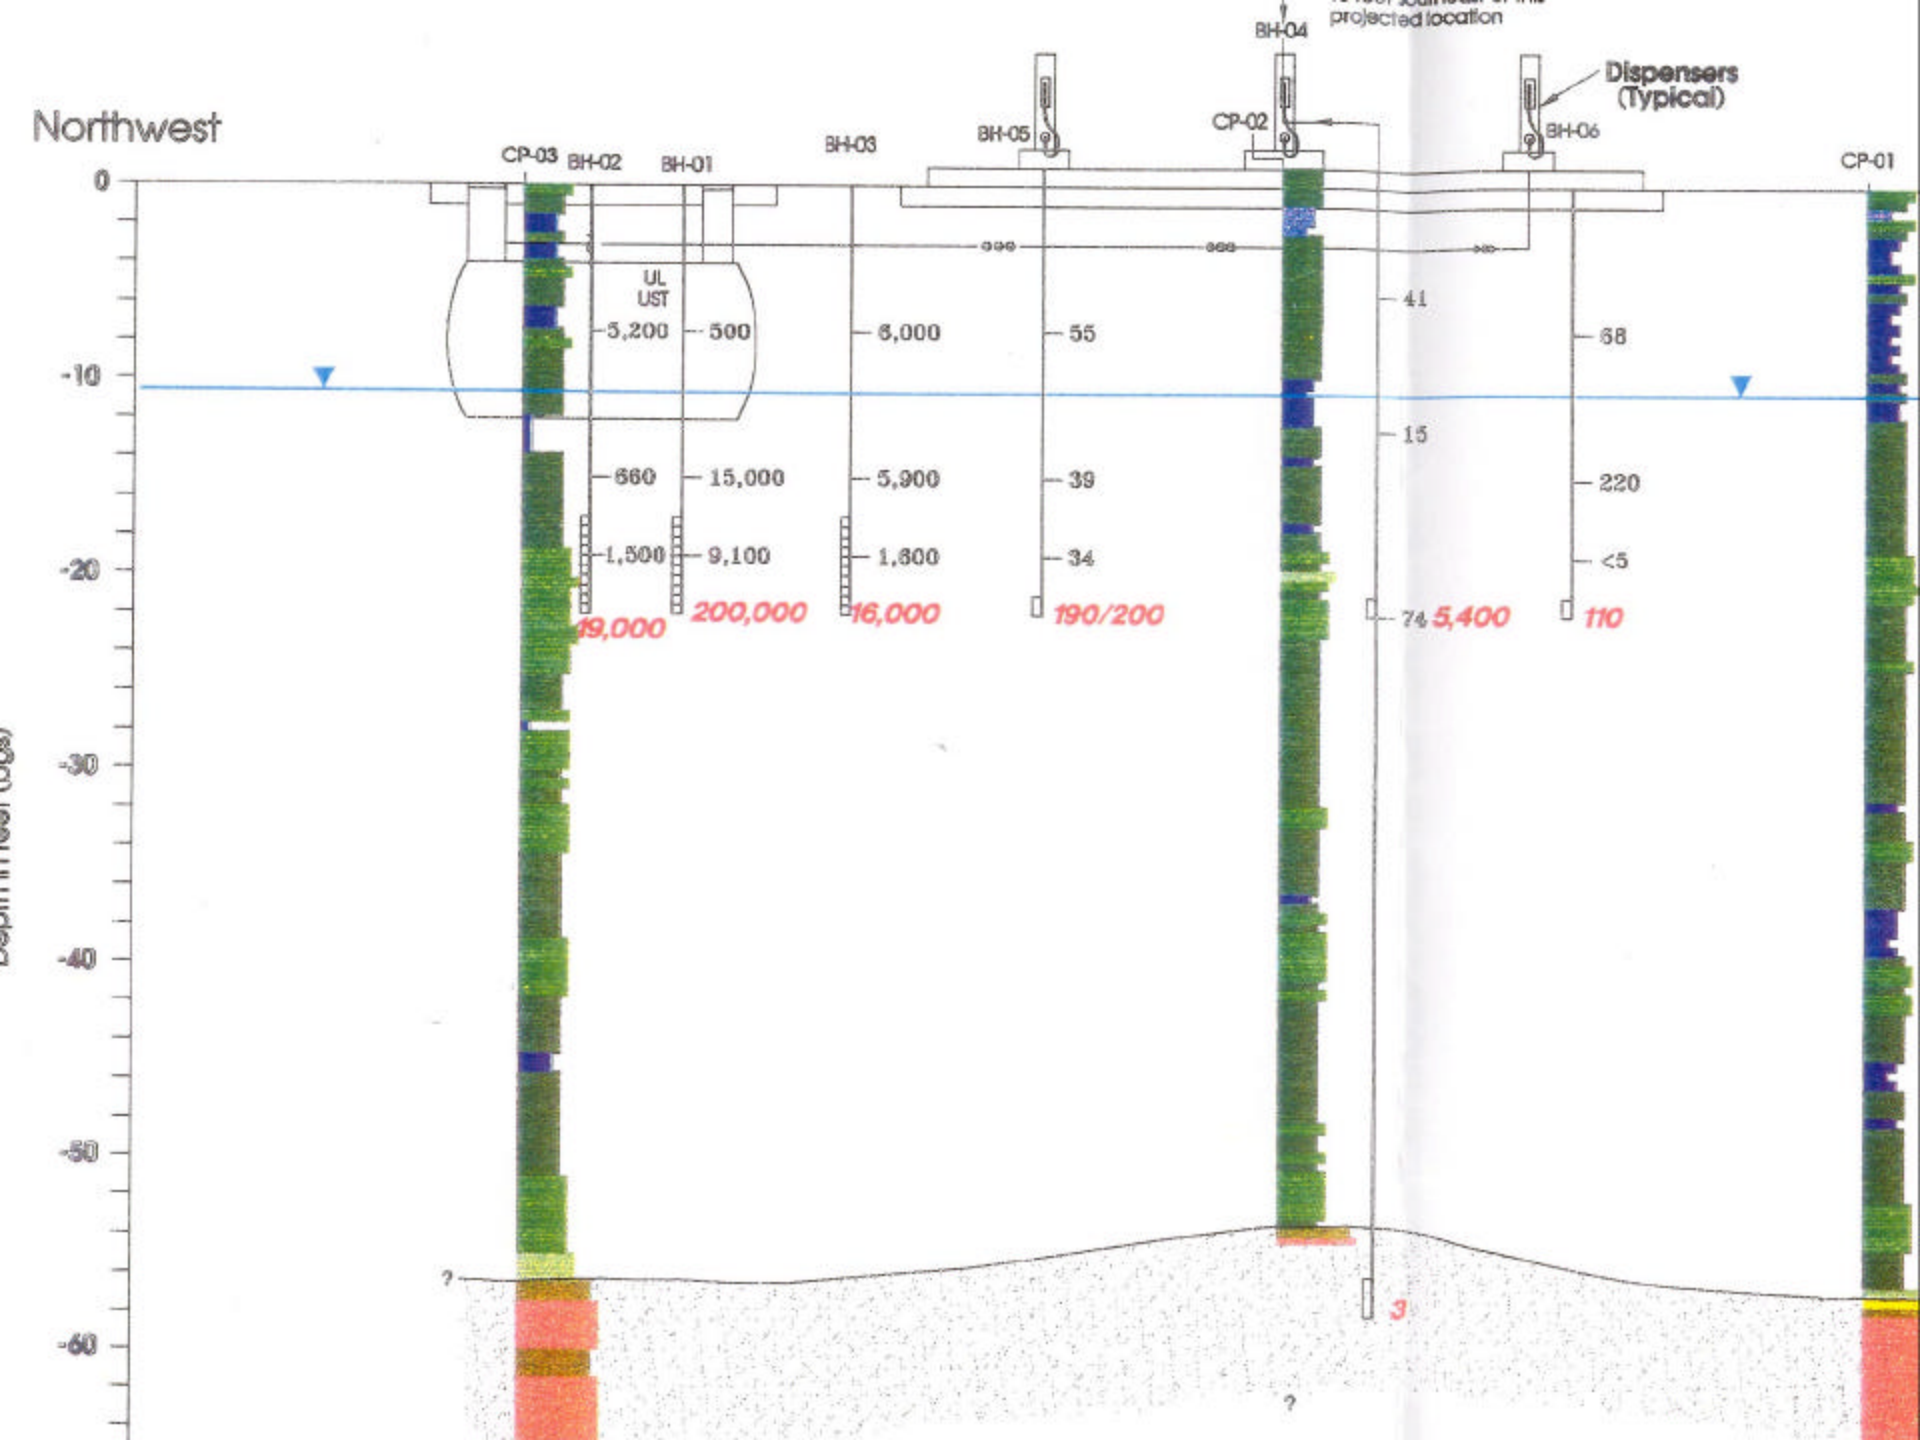 projected location
BH-04
Dispensers
(Typical)
Northwest
CP-03 BH-02 BH-01 BH-03 BH-05 CP-02 BH-06 CP-01
0
UL
UST
41
5,200 500 6,000 55 68
-10
15
660 15,000 5,900 39 220
-20 1,500 9,100 1,600 34 <5
19,000 200,000 16,000 190/200 74 5,400 110
-30
-40
-50
?
3
-60
?